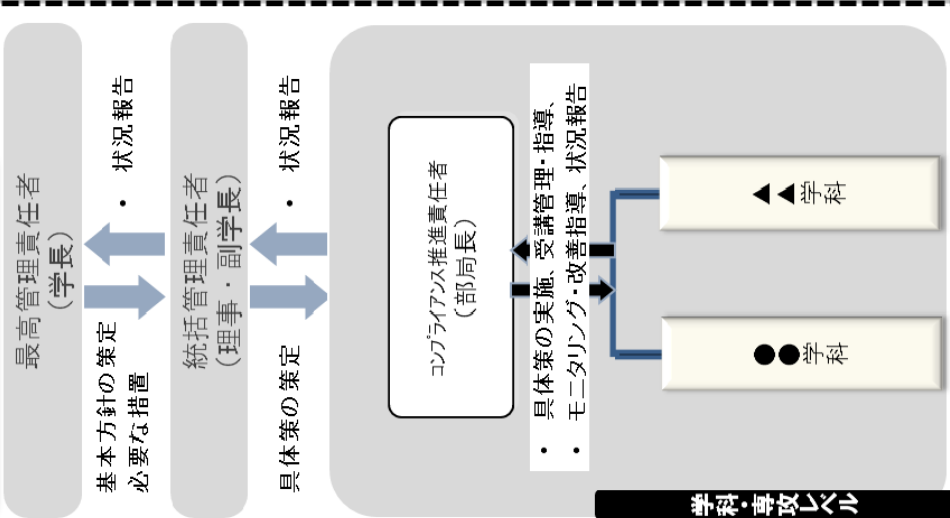 最高管理責任者
（学長）
基本方針の策定
必要な措置
・ 状況報告
統括管理責任者
（理事・副学長）
具体策の策定
・ 状況報告
コンプライアンス推進責任者
（部局長）
・ 具体策の実施、受講管理・指導、
・ モニタリング・改善指導、状況報告
●●学科
▲▲学科
学科・専攻レベル